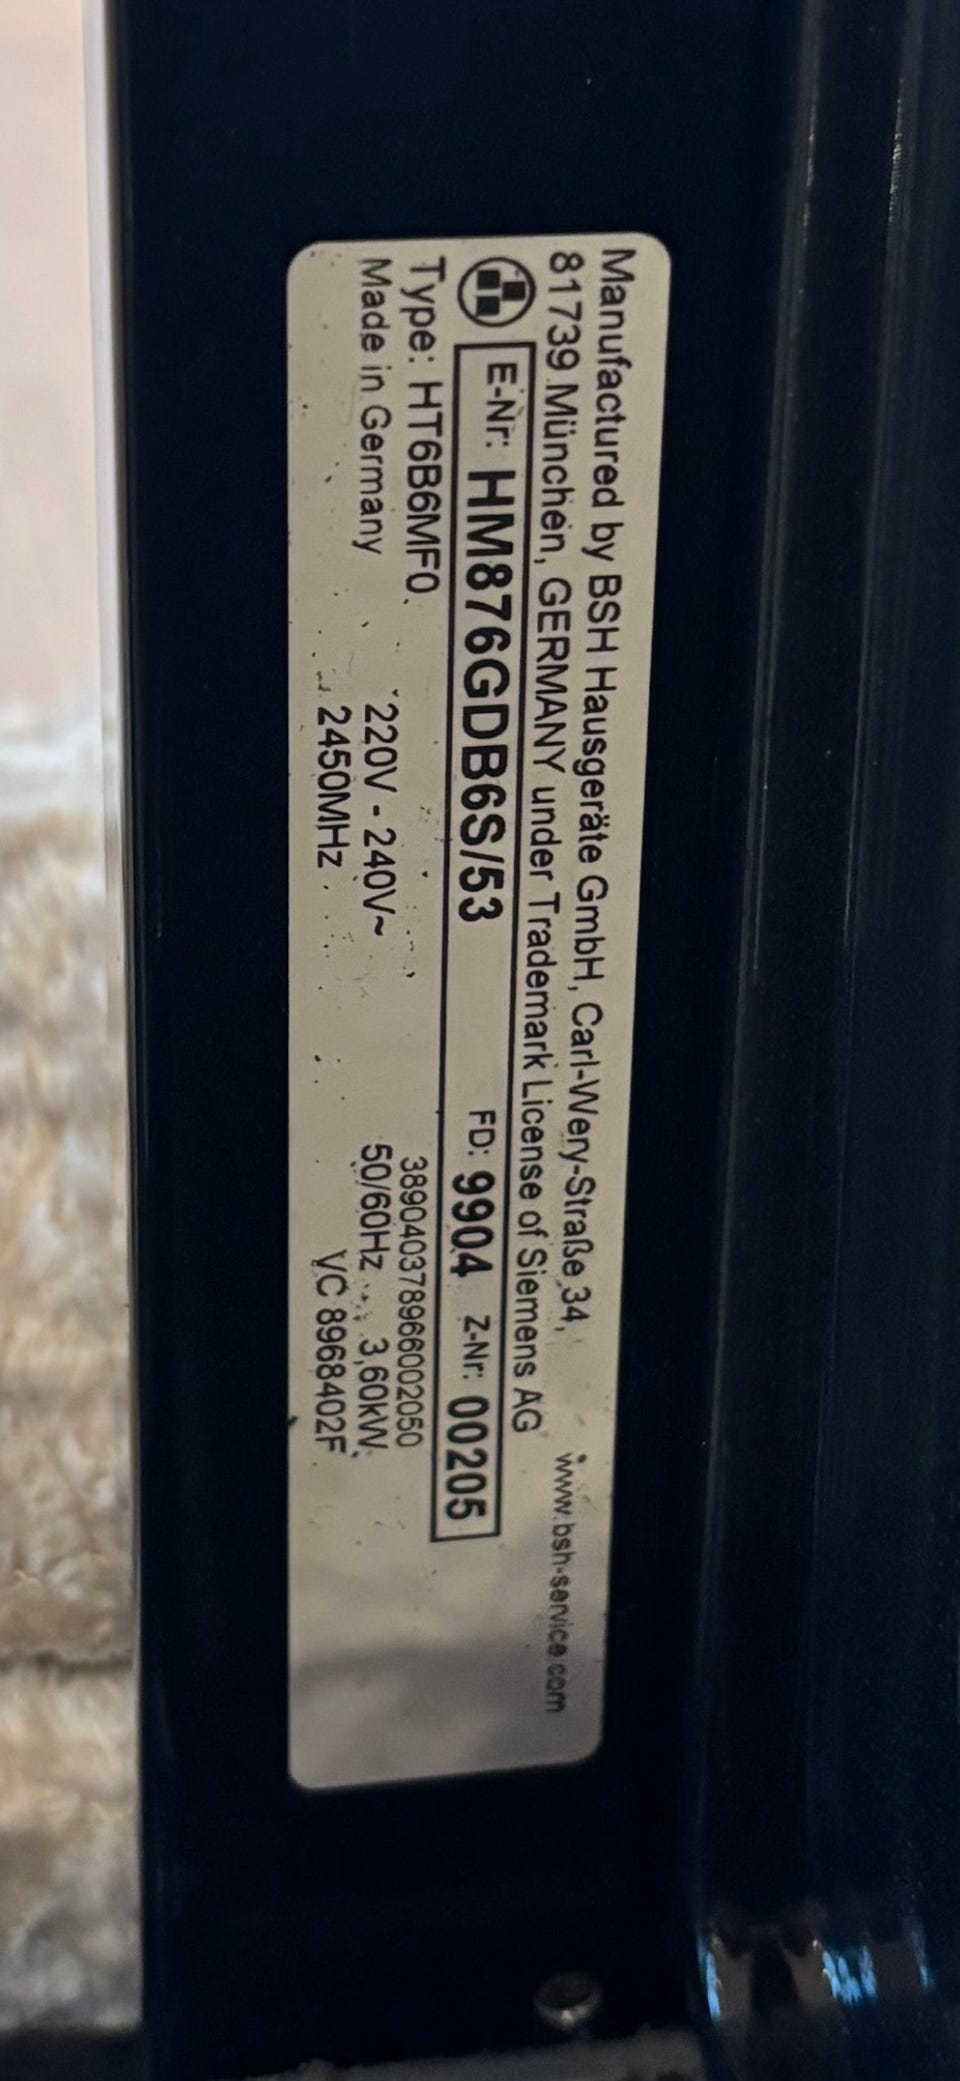 Manufactured by BSH Hausgeräte GmbH, Carl-Wery-Straße 34,
81739 München, GERMANY under Trademark License of Siemens AG
www.bsh-service.com
E-Nr: HM876GDB6S/53 FD: 9904 Z-Nr: 00205
Type: HT6B6MF0 389040378966002050
Made in Germany 220V - 240V~ 50/60Hz 3,60kW
2450MHz VC 8968402F